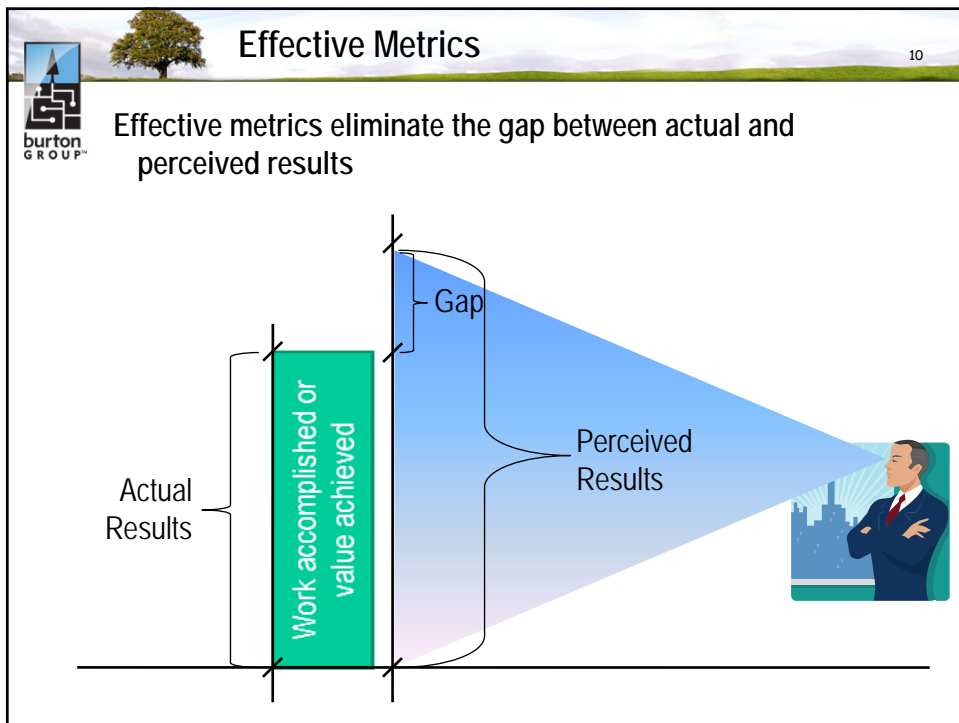 Effective Metrics
10
burton
GROUP™
Effective metrics eliminate the gap between actual and
perceived results
Gap
Work accomplished or
value achieved
Perceived
Results
Actual
Results